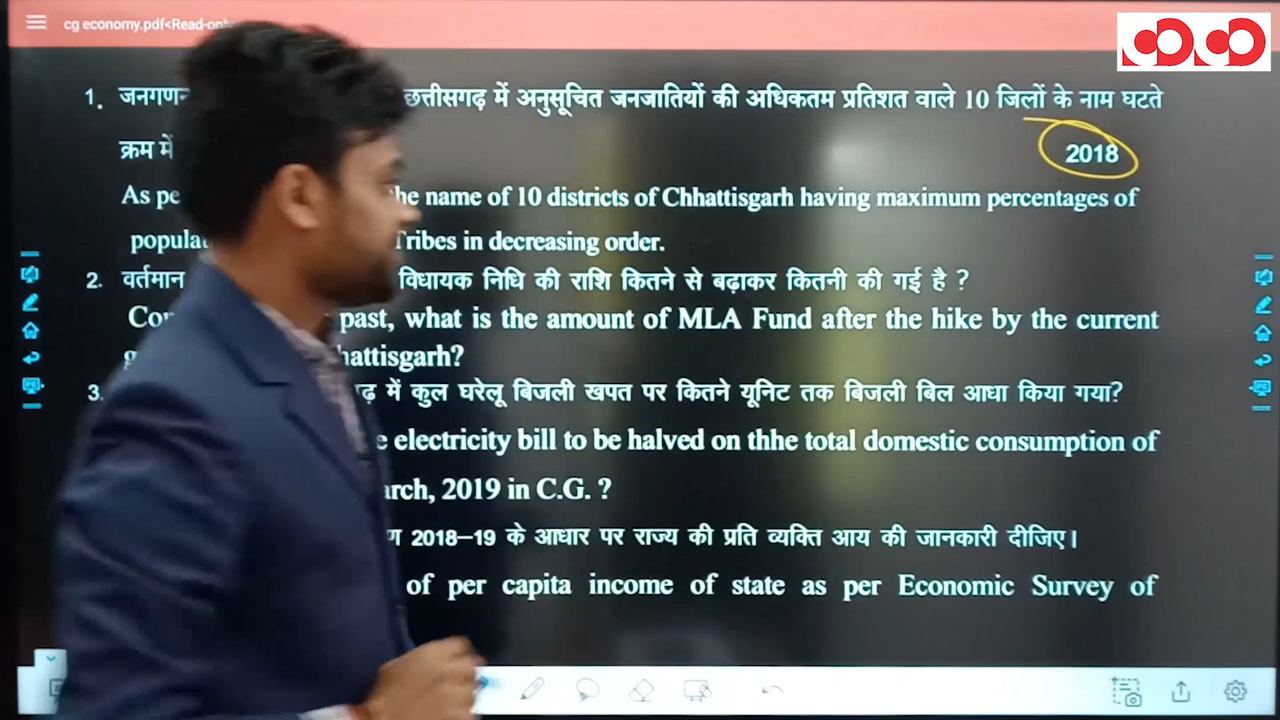 cg economy.pdf<Read-only
1. जनगणन छत्तीसगढ़ में अनुसूचित जनजातियों की अधिकतम प्रतिशत वाले 10 जिलों के नाम घटते
क्रम में 2018
As pe he name of 10 districts of Chhattisgarh having maximum percentages of
populat Tribes in decreasing order.
2. वर्तमान विधायक निधि की राशि कितने से बढ़ाकर कितनी की गई है ?
Co past, what is the amount of MLA Fund after the hike by the current
g hattisgarh?
3. ढ़ में कुल घरेलू बिजली खपत पर कितने यूनिट तक बिजली बिल आधा किया गया?
e electricity bill to be halved on thhe total domestic consumption of
arch, 2019 in C.G. ?
ण 2018–19 के आधार पर राज्य की प्रति व्यक्ति आय की जानकारी दीजिए।
of per capita income of state as per Economic Survey of